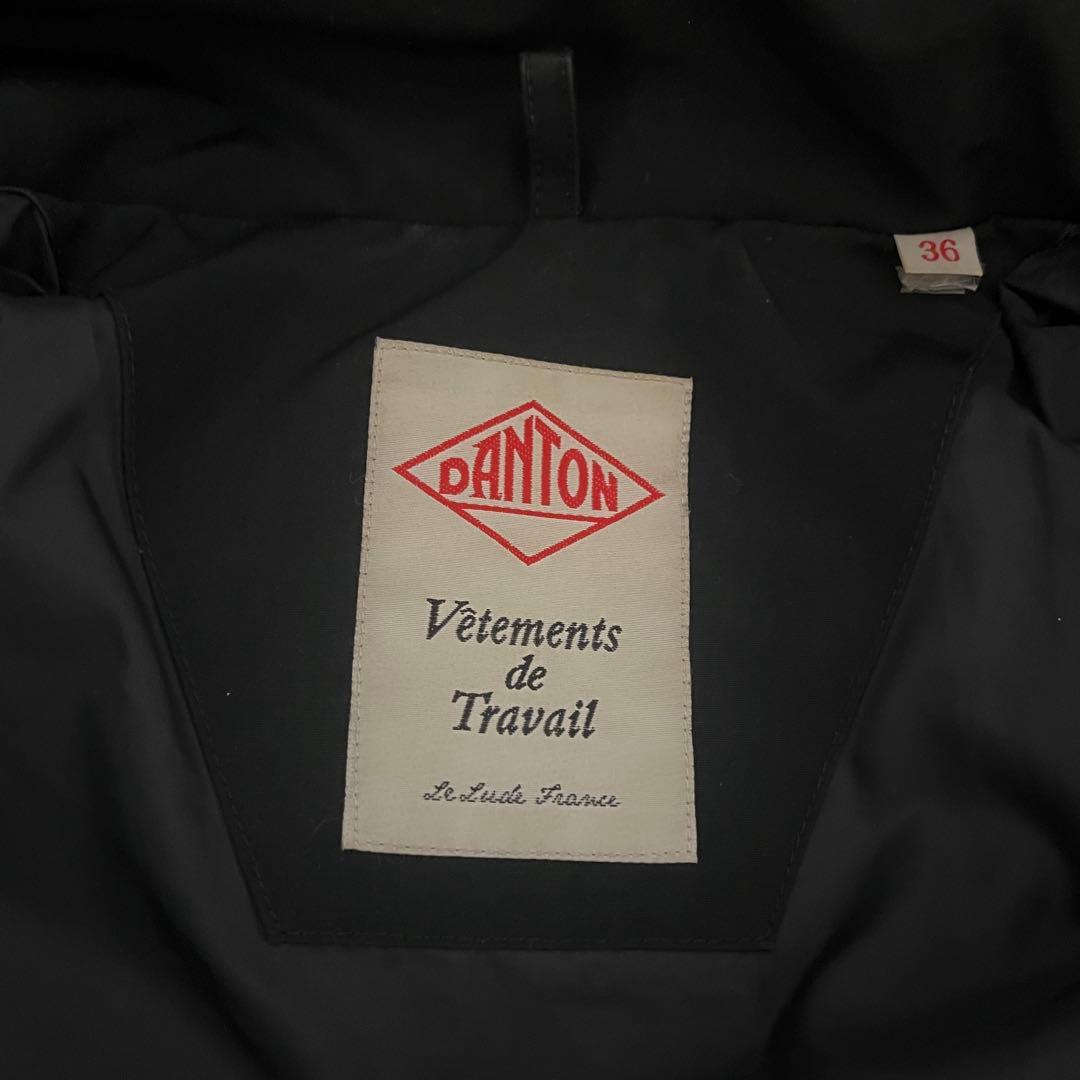 36
DANTON
Vêtements
de
Travail
Le Lude France